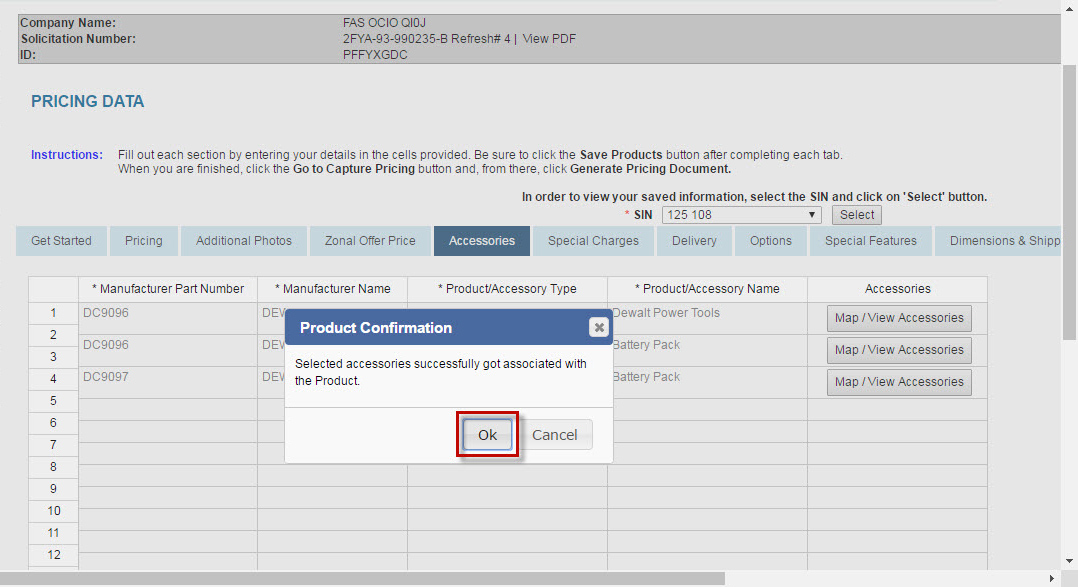 Company Name: FAS OCIO QI0J
Solicitation Number: 2FYA-93-990235-B Refresh# 4 | View PDF
ID: PFFYXGDC
PRICING DATA
Instructions: Fill out each section by entering your details in the cells provided. Be sure to click the Save Products button after completing each tab.
When you are finished, click the Go to Capture Pricing button and, from there, click Generate Pricing Document.
In order to view your saved information, select the SIN and click on 'Select' button.
* SIN 125 108 Select
Get Started Pricing Additional Photos Zonal Offer Price Accessories Special Charges Delivery Options Special Features Dimensions & Shipp
* Manufacturer Part Number * Manufacturer Name * Product/Accessory Type * Product/Accessory Name Accessories
1 DC9096 DEW Dewalt Power Tools Map / View Accessories
2 DC9096 DEW Battery Pack Map / View Accessories
3
4 DC9097 DEW Battery Pack Map / View Accessories
5
6
7
8
9
10
11
12
Product Confirmation
Selected accessories successfully got associated with
the Product.
Ok Cancel